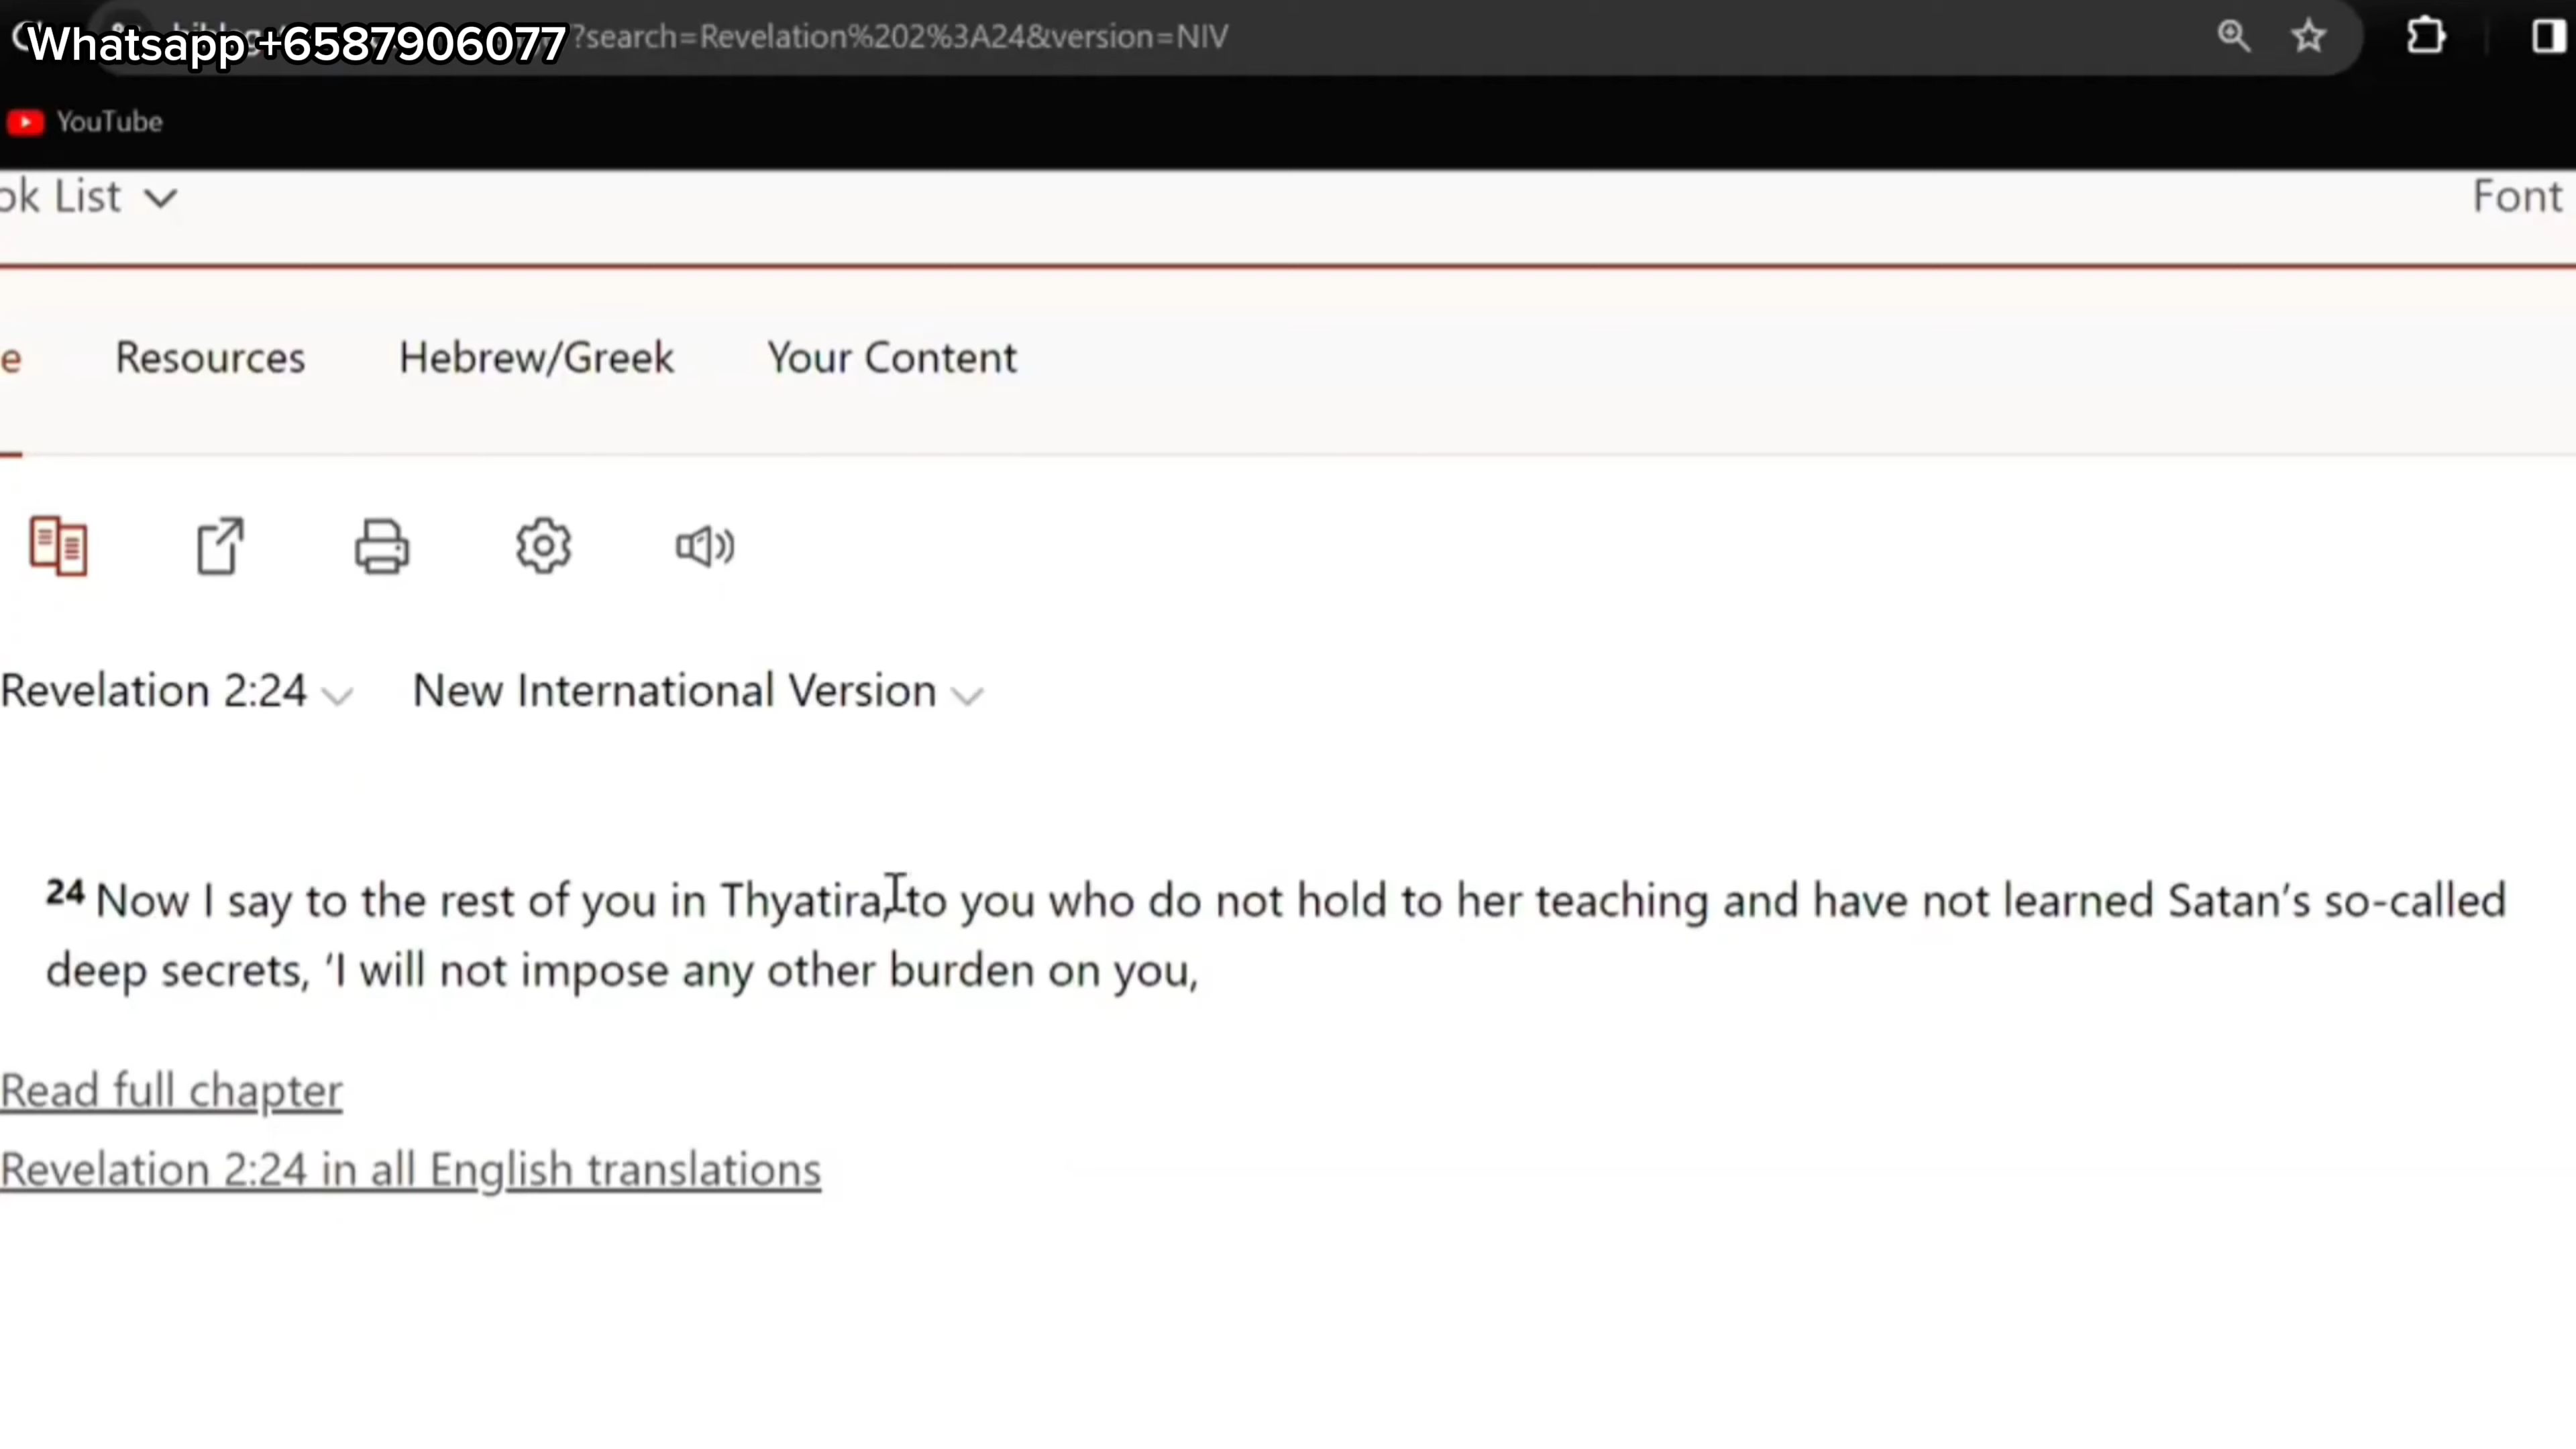 Whatsapp +6587906077 ?search=Revelation%202%3A24&version=NIV
YouTube
ok List Font
e Resources Hebrew/Greek Your Content
Revelation 2:24 New International Version
24 Now I say to the rest of you in Thyatira, to you who do not hold to her teaching and have not learned Satan’s so-called
deep secrets, ‘I will not impose any other burden on you,
Read full chapter
Revelation 2:24 in all English translations